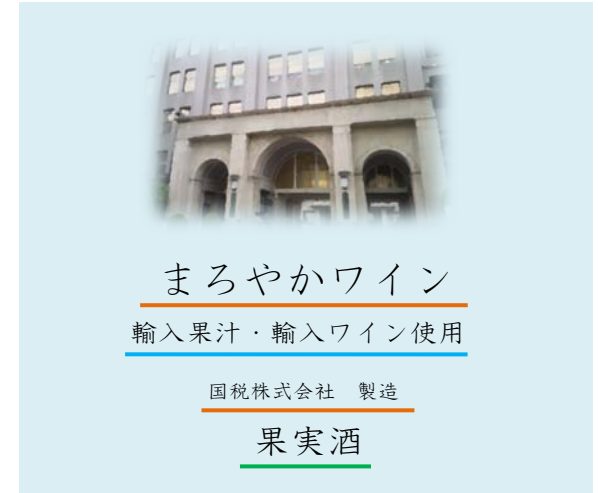 まろやかワイン
輸入果汁・輸入ワイン使用
国税株式会社　製造
果実酒